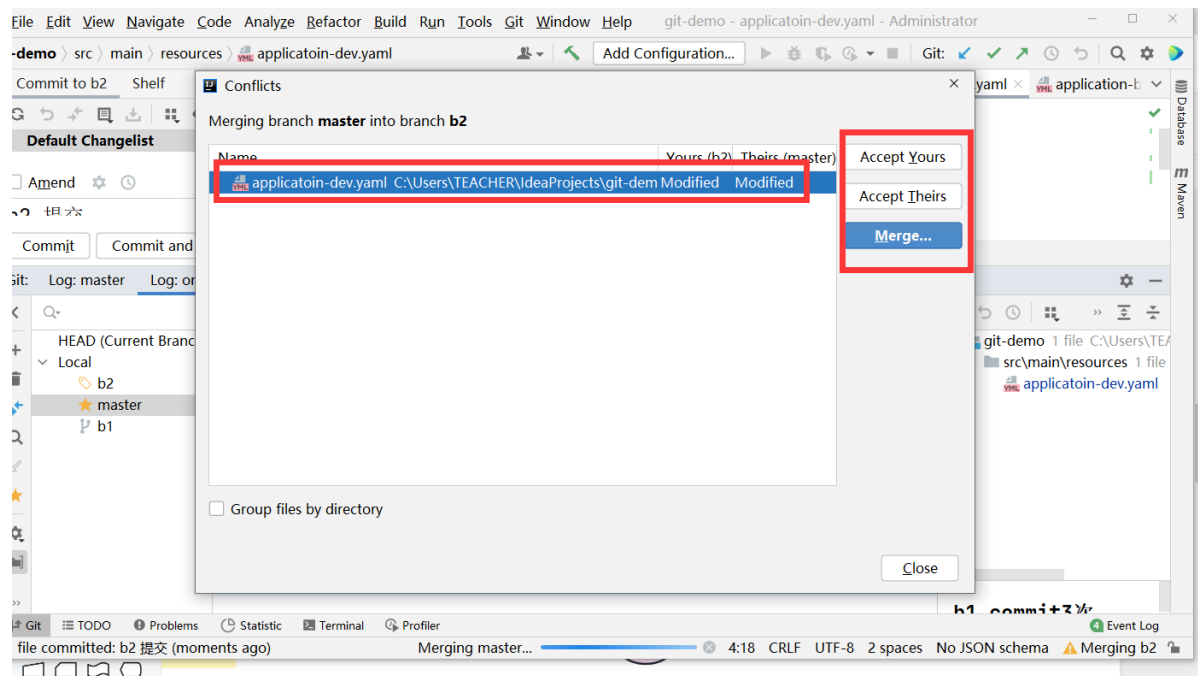 File Edit View Navigate Code Analyze Refactor Build Run Tools Git Window Help git-demo - applicatoin-dev.yaml - Administrator
-demo 〉 src 〉 main 〉 resources 〉 applicatoin-dev.yaml Add Configuration... Git:
Commit to b2 Shelf
Conflicts
yaml × application-b
Default Changelist
Merging branch master into branch b2
Name Yours (b2) Theirs (master)
applicatoin-dev.yaml C:\Users\TEACHER\IdeaProjects\git-dem Modified Modified
Accept Yours
Accept Theirs
Merge...
Database
Maven
Amend
b2 提交
Commit Commit and
Git: Log: master Log: or
HEAD (Current Branc
Local
b2
master
b1
git-demo 1 file C:\Users\TEA
src\main\resources 1 file
applicatoin-dev.yaml
Group files by directory
Close
b1 commit3次
Git TODO Problems Statistic Terminal Profiler 4 Event Log
file committed: b2 提交 (moments ago) Merging master... 4:18 CRLF UTF-8 2 spaces No JSON schema Merging b2